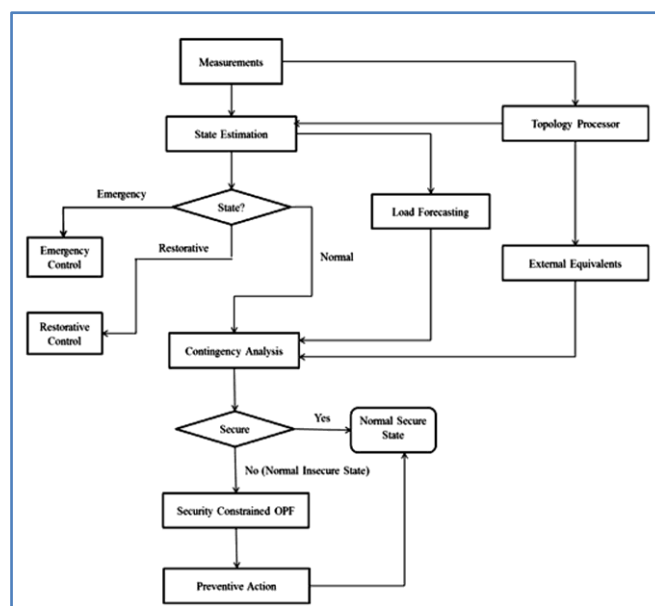 Measurements
State Estimation
Topology Processor
Emergency
State?
Load Forecasting
Emergency
Control
Restorative
Normal
External Equivalents
Restorative
Control
Contingency Analysis
Secure
Yes
Normal Secure
State
No (Normal Insecure State)
Security Constrained OPF
Preventive Action